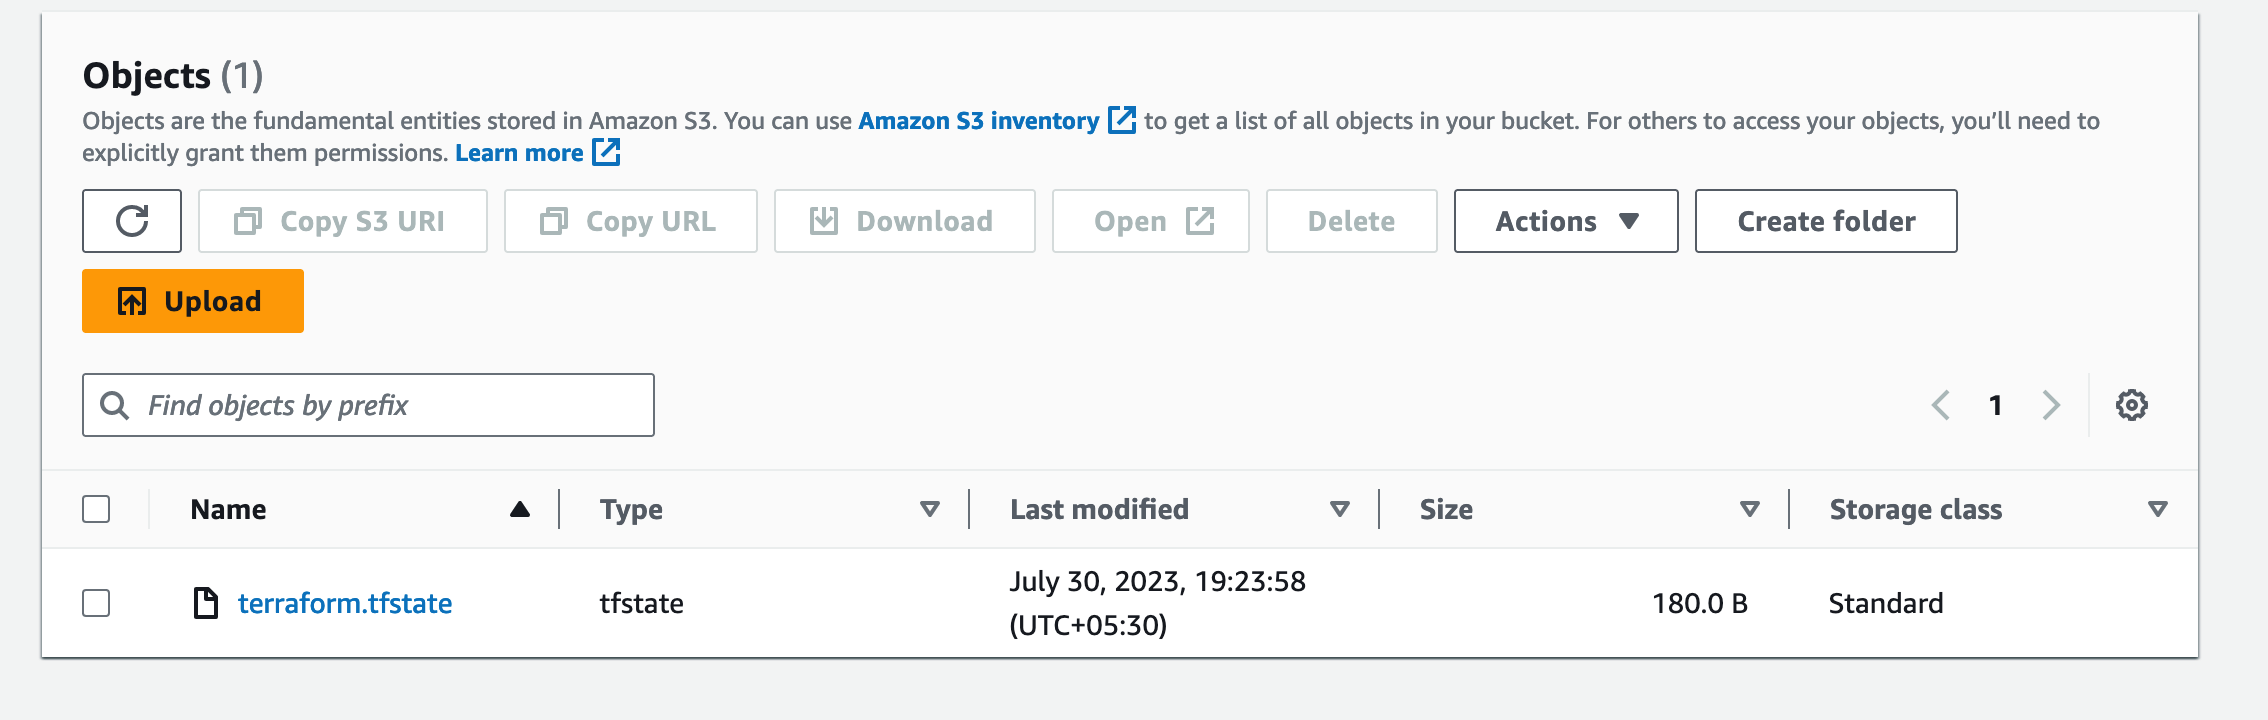 Objects (1)
Objects are the fundamental entities stored in Amazon S3. You can use Amazon S3 inventory to get a list of all objects in your bucket. For others to access your objects, you’ll need to
explicitly grant them permissions. Learn more
Copy S3 URI Copy URL Download Open Delete Actions Create folder
Upload
Find objects by prefix 1
Name Type Last modified Size Storage class
terraform.tfstate tfstate July 30, 2023, 19:23:58 180.0 B Standard
(UTC+05:30)